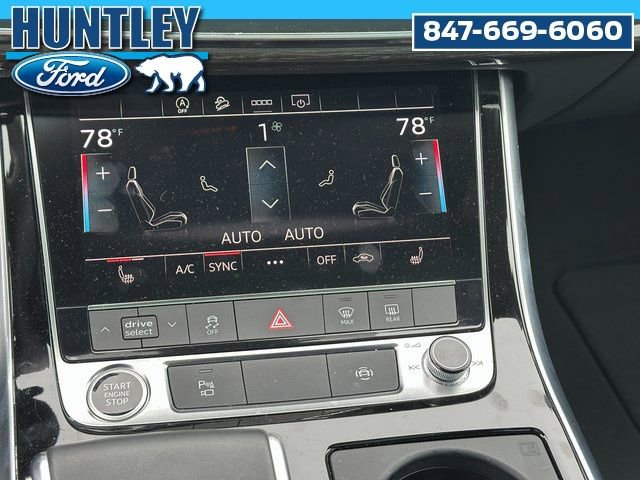 HUNTLEY
Ford
847-669-6060
A
OFF
78°F
1
78°F
+
+
−
−
AUTO AUTO
A/C
SYNC
•••
OFF
drive
select
OFF
MAX
REAR
START
ENGINE
STOP